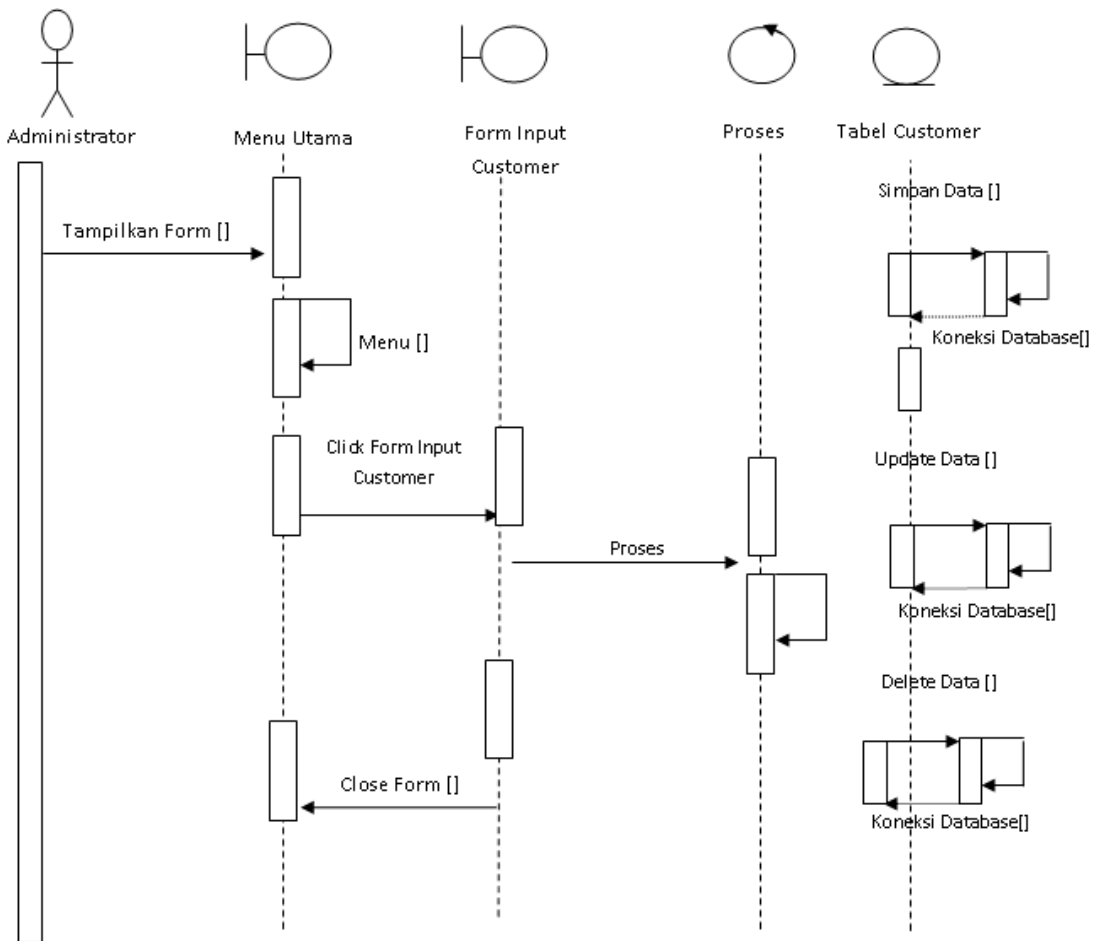 Administrator
Menu Utama
Form Input
Customer
Proses
Tabel Customer
Simpan Data []
Tampilkan Form []
Koneksi Database[]
Menu []
Click Form Input
Customer
Update Data []
Proses
Koneksi Database[]
Delete Data []
Close Form []
Koneksi Database[]